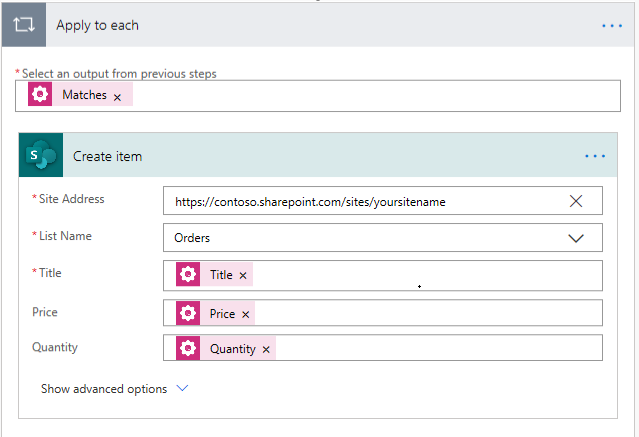 Apply to each
* Select an output from previous steps
Matches ×
Create item
* Site Address
https://contoso.sharepoint.com/sites/yoursitename
* List Name
Orders
* Title
Title ×
Price
Price ×
Quantity
Quantity ×
Show advanced options